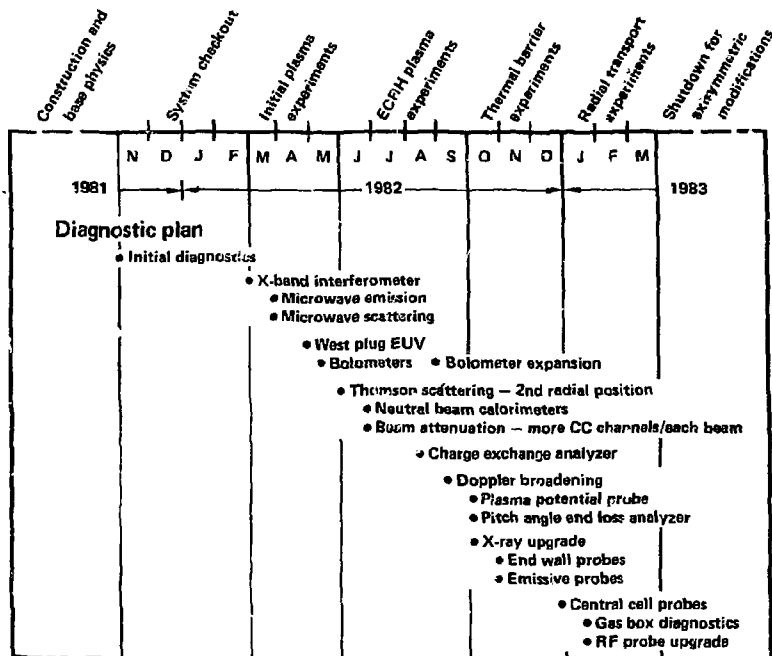 Construction and
base physics
System checkout
Initial plasma
experiments
ECRH plasma
experiments
Thermal barrier
experiments
Radial transport
experiments
Shutdown for
axisymmetric
modifications
N D J F M A M J J A S O N D J F M
1981 1982 1983
Diagnostic plan
• Initial diagnostics
• X-band interferometer
• Microwave emission
• Microwave scattering
• West plug EUV
• Bolometers • Bolometer expansion
• Thomson scattering — 2nd radial position
• Neutral beam calorimeters
• Beam attenuation — more CC channels/each beam
• Charge exchange analyzer
• Doppler broadening
• Plasma potential probe
• Pitch angle end loss analyzer
• X-ray upgrade
• End wall probes
• Emissive probes
• Central cell probes
• Gas box diagnostics
• RF probe upgrade